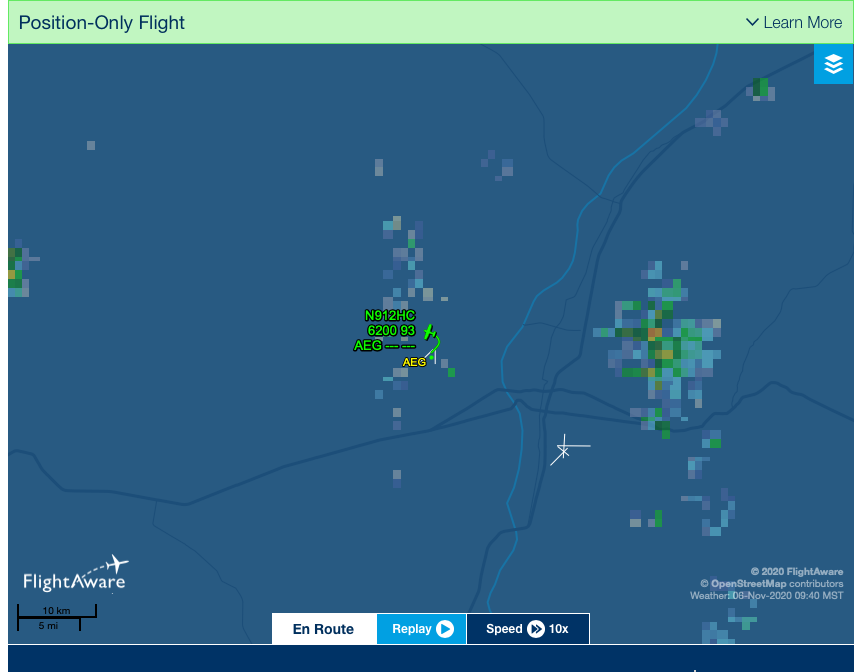 Position-Only Flight
Learn More
N912HC
6200 93
AEG --- ---
AEG
FlightAware
10 km
5 mi
© 2020 FlightAware
© OpenStreetMap contributors
Weather: 06-Nov-2020 09:40 MST
En Route
Replay
Speed 10x